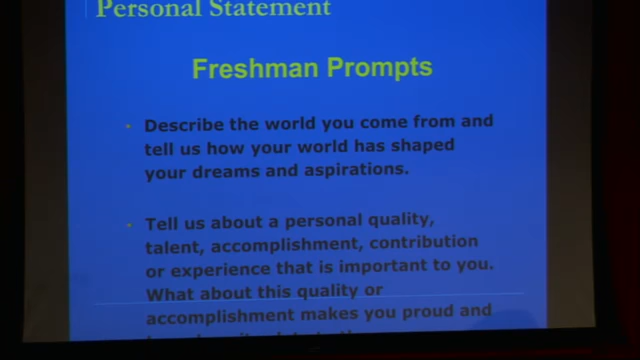 Personal Statement
Freshman Prompts
Describe the world you come from and
tell us how your world has shaped
your dreams and aspirations.
Tell us about a personal quality,
talent, accomplishment, contribution
or experience that is important to you.
What about this quality or
accomplishment makes you proud and